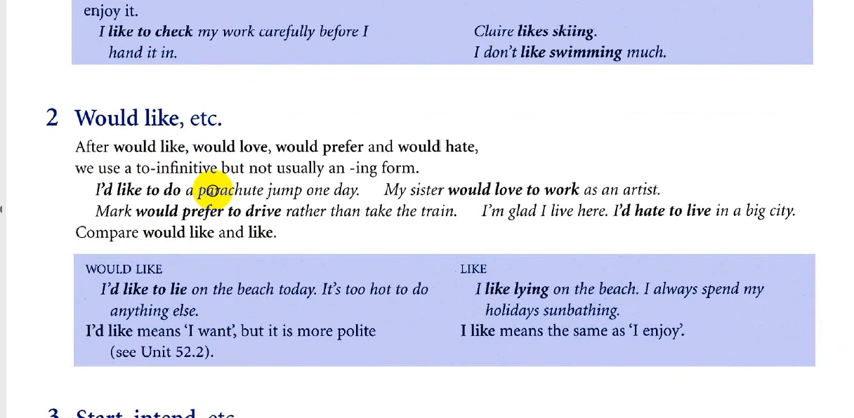 enjoy it.
I like to check my work carefully before I
hand it in.
Claire likes skiing.
I don't like swimming much.
2 Would like, etc.
After would like, would love, would prefer and would hate,
we use a to-infinitive but not usually an -ing form.
I'd like to do a parachute jump one day. My sister would love to work as an artist.
Mark would prefer to drive rather than take the train. I'm glad I live here. I'd hate to live in a big city.
Compare would like and like.
WOULD LIKE
I'd like to lie on the beach today. It's too hot to do
anything else.
I'd like means 'I want', but it is more polite
(see Unit 52.2).
LIKE
I like lying on the beach. I always spend my
holidays sunbathing.
I like means the same as 'I enjoy'.
3 Start, intend, etc.